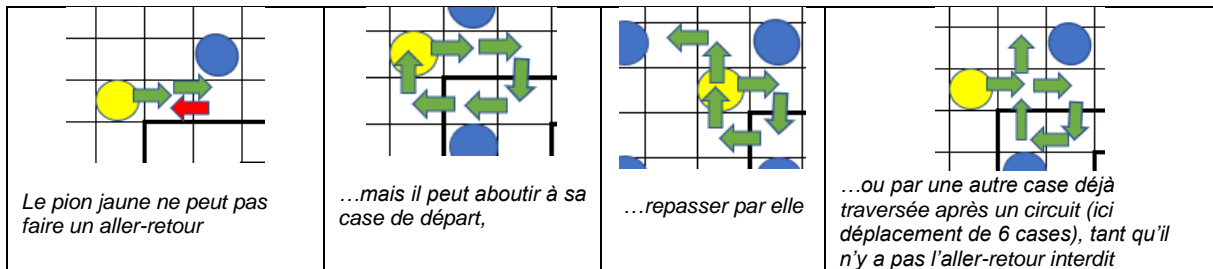 Le pion jaune ne peut pas
faire un aller-retour
…mais il peut aboutir à sa
case de départ,
…repasser par elle
…ou par une autre case déjà
traversée après un circuit (ici
déplacement de 6 cases), tant qu’il
n’y a pas l’aller-retour interdit